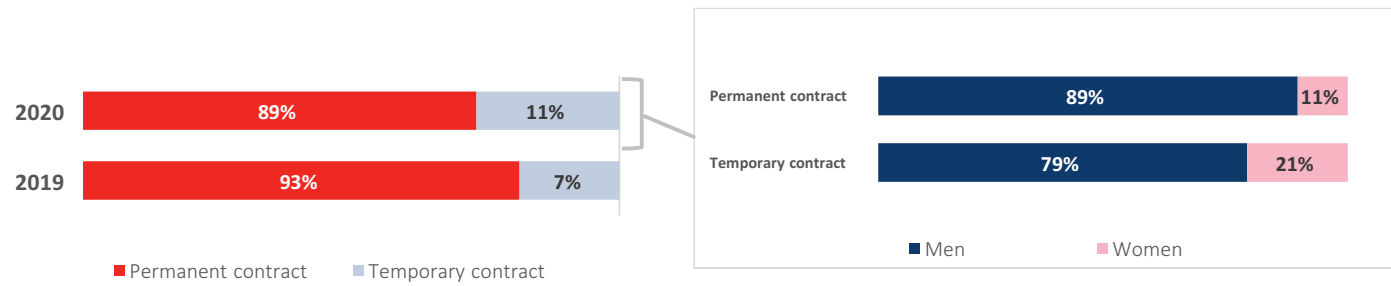 2020 89% 11%
2019 93% 7%
Permanent contract Temporary contract
Permanent contract 89% 11%
Temporary contract 79% 21%
Men Women